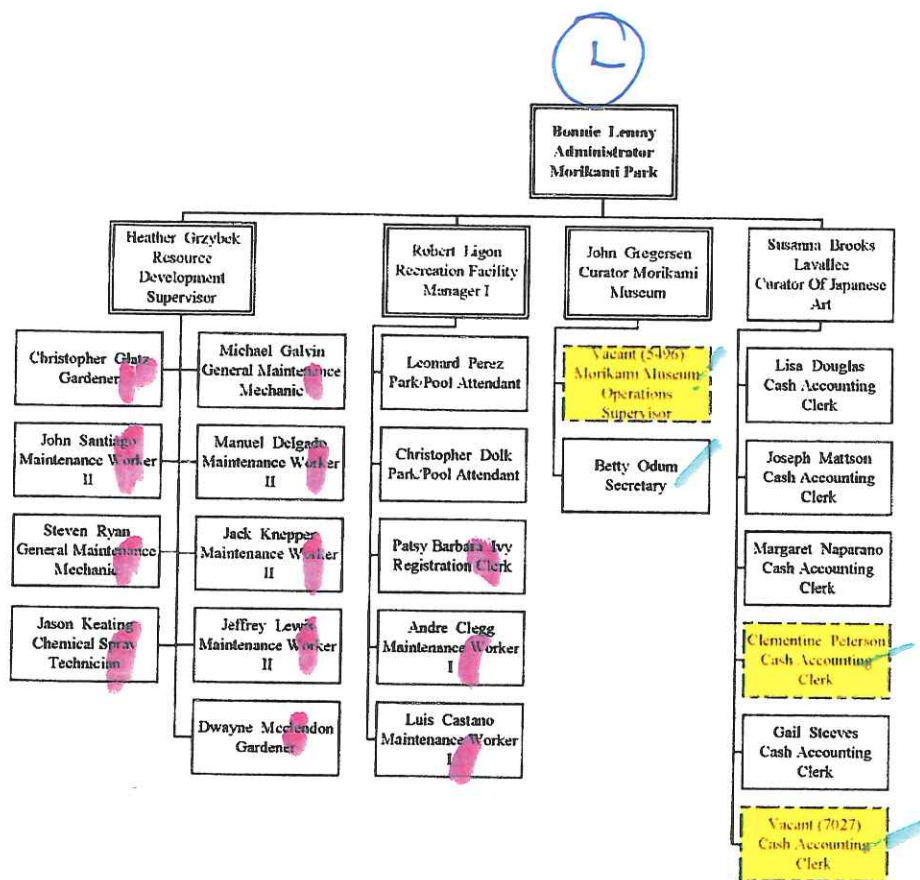 L
Bonnie Lemay
Administrator
Morikami Park
Heather Grzybek
Resource
Development
Supervisor
Robert Ligon
Recreation Facility
Manager I
John Gregersen
Curator Morikami
Museum
Susanna Brooks
Lavallee
Curator Of Japanese
Art
Christopher Glatz
Gardener
Michael Galvin
General Maintenance
Mechanic
John Santiago
Maintenance Worker
II
Manuel Delgado
Maintenance Worker
II
Steven Ryan
General Maintenance
Mechanic
Jack Knepper
Maintenance Worker
II
Jason Keating
Chemical Spray
Technician
Jeffrey Lewis
Maintenance Worker
II
Dwayne Mcclendon
Gardener
Leonard Perez
Park/Pool Attendant
Christopher Dolk
Park/Pool Attendant
Patsy Barbara Ivy
Registration Clerk
Andre Clegg
Maintenance Worker
I
Luis Castano
Maintenance Worker
I
Vacant (5496)
Morikami Museum
Operations
Supervisor
Betty Odum
Secretary
Lisa Douglas
Cash Accounting
Clerk
Joseph Mattson
Cash Accounting
Clerk
Margaret Naparano
Cash Accounting
Clerk
Clementine Peterson
Cash Accounting
Clerk
Gail Steeves
Cash Accounting
Clerk
Vacant (7027)
Cash Accounting
Clerk